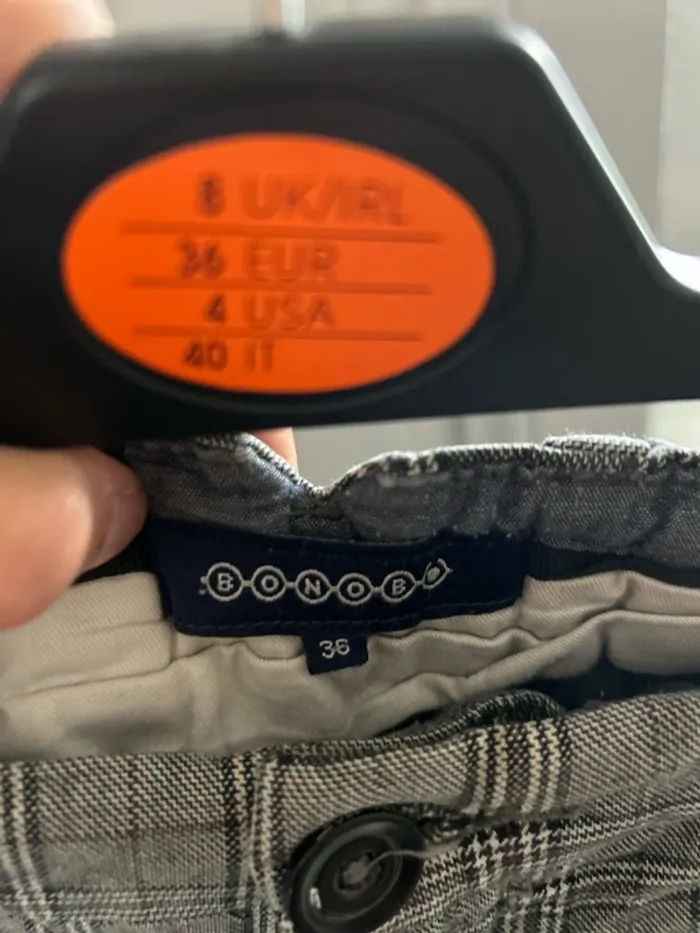 8 UK/IRL
36 EUR
4 USA
40 IT
BONOBO
36